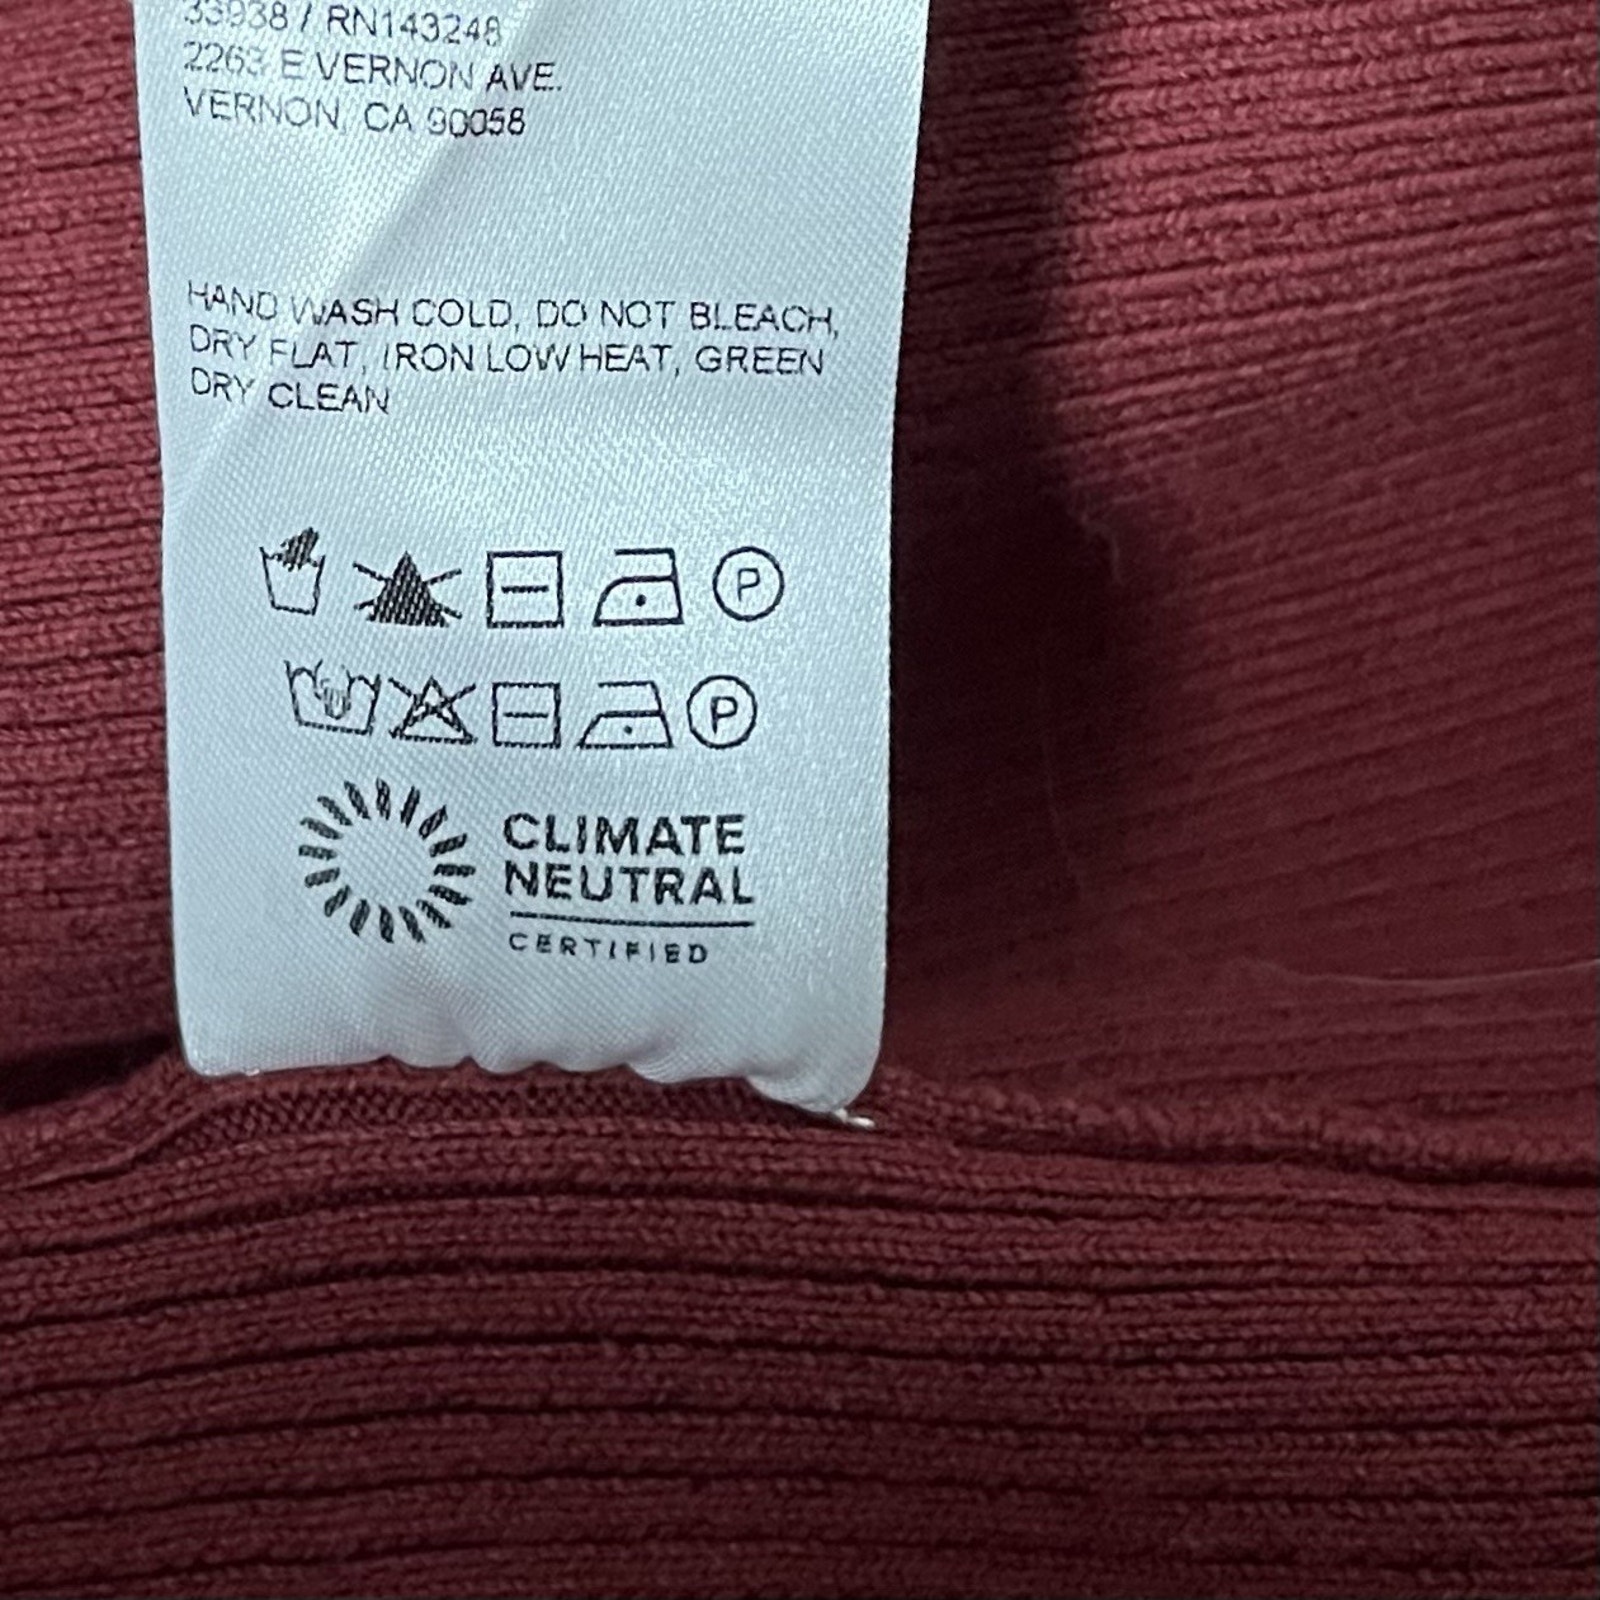 33938 / RN143248
2263 E VERNON AVE.
VERNON, CA 90058
HAND WASH COLD, DO NOT BLEACH,
DRY FLAT, IRON LOW HEAT, GREEN
DRY CLEAN
P
P
CLIMATE
NEUTRAL
CERTIFIED